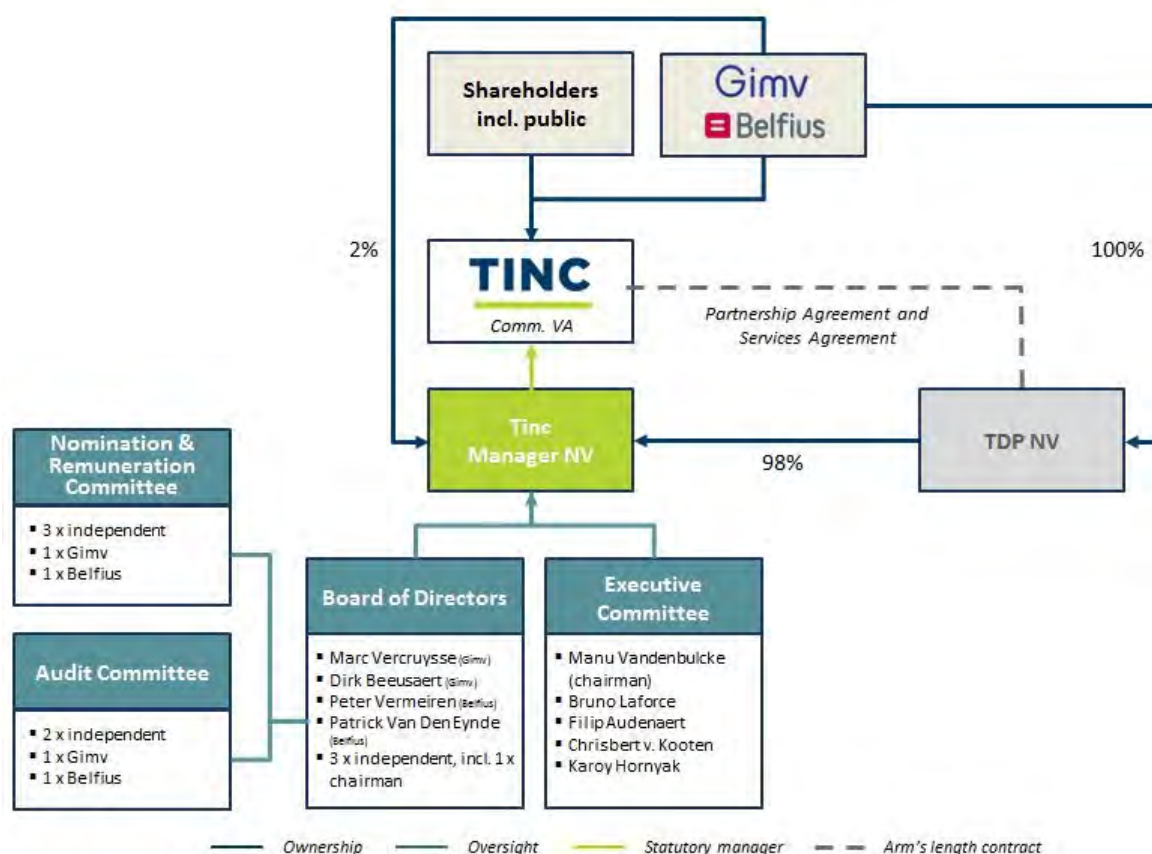 Shareholders
incl. public
Gimv
Belfius
2%
100%
TINC
Comm. VA
Partnership Agreement and
Services Agreement
Tinc
Manager NV
98%
TDP NV
Nomination &
Remuneration
Committee
▪ 3 x independent
▪ 1 x Gimv
▪ 1 x Belfius
Audit Committee
▪ 2 x independent
▪ 1 x Gimv
▪ 1 x Belfius
Board of Directors
▪ Marc Vercruysse (Gimv)
▪ Dirk Beeusaert (Gimv)
▪ Peter Vermeiren (Belfius)
▪ Patrick Van Den Eynde
(Belfius)
▪ 3 x independent, incl. 1 x
chairman
Executive
Committee
▪ Manu Vandenbulcke
(chairman)
▪ Bruno Laforce
▪ Filip Audenaert
▪ Chrisbert v. Kooten
▪ Karoy Hornyak
Ownership
Oversight
Statutory manager
Arm's length contract